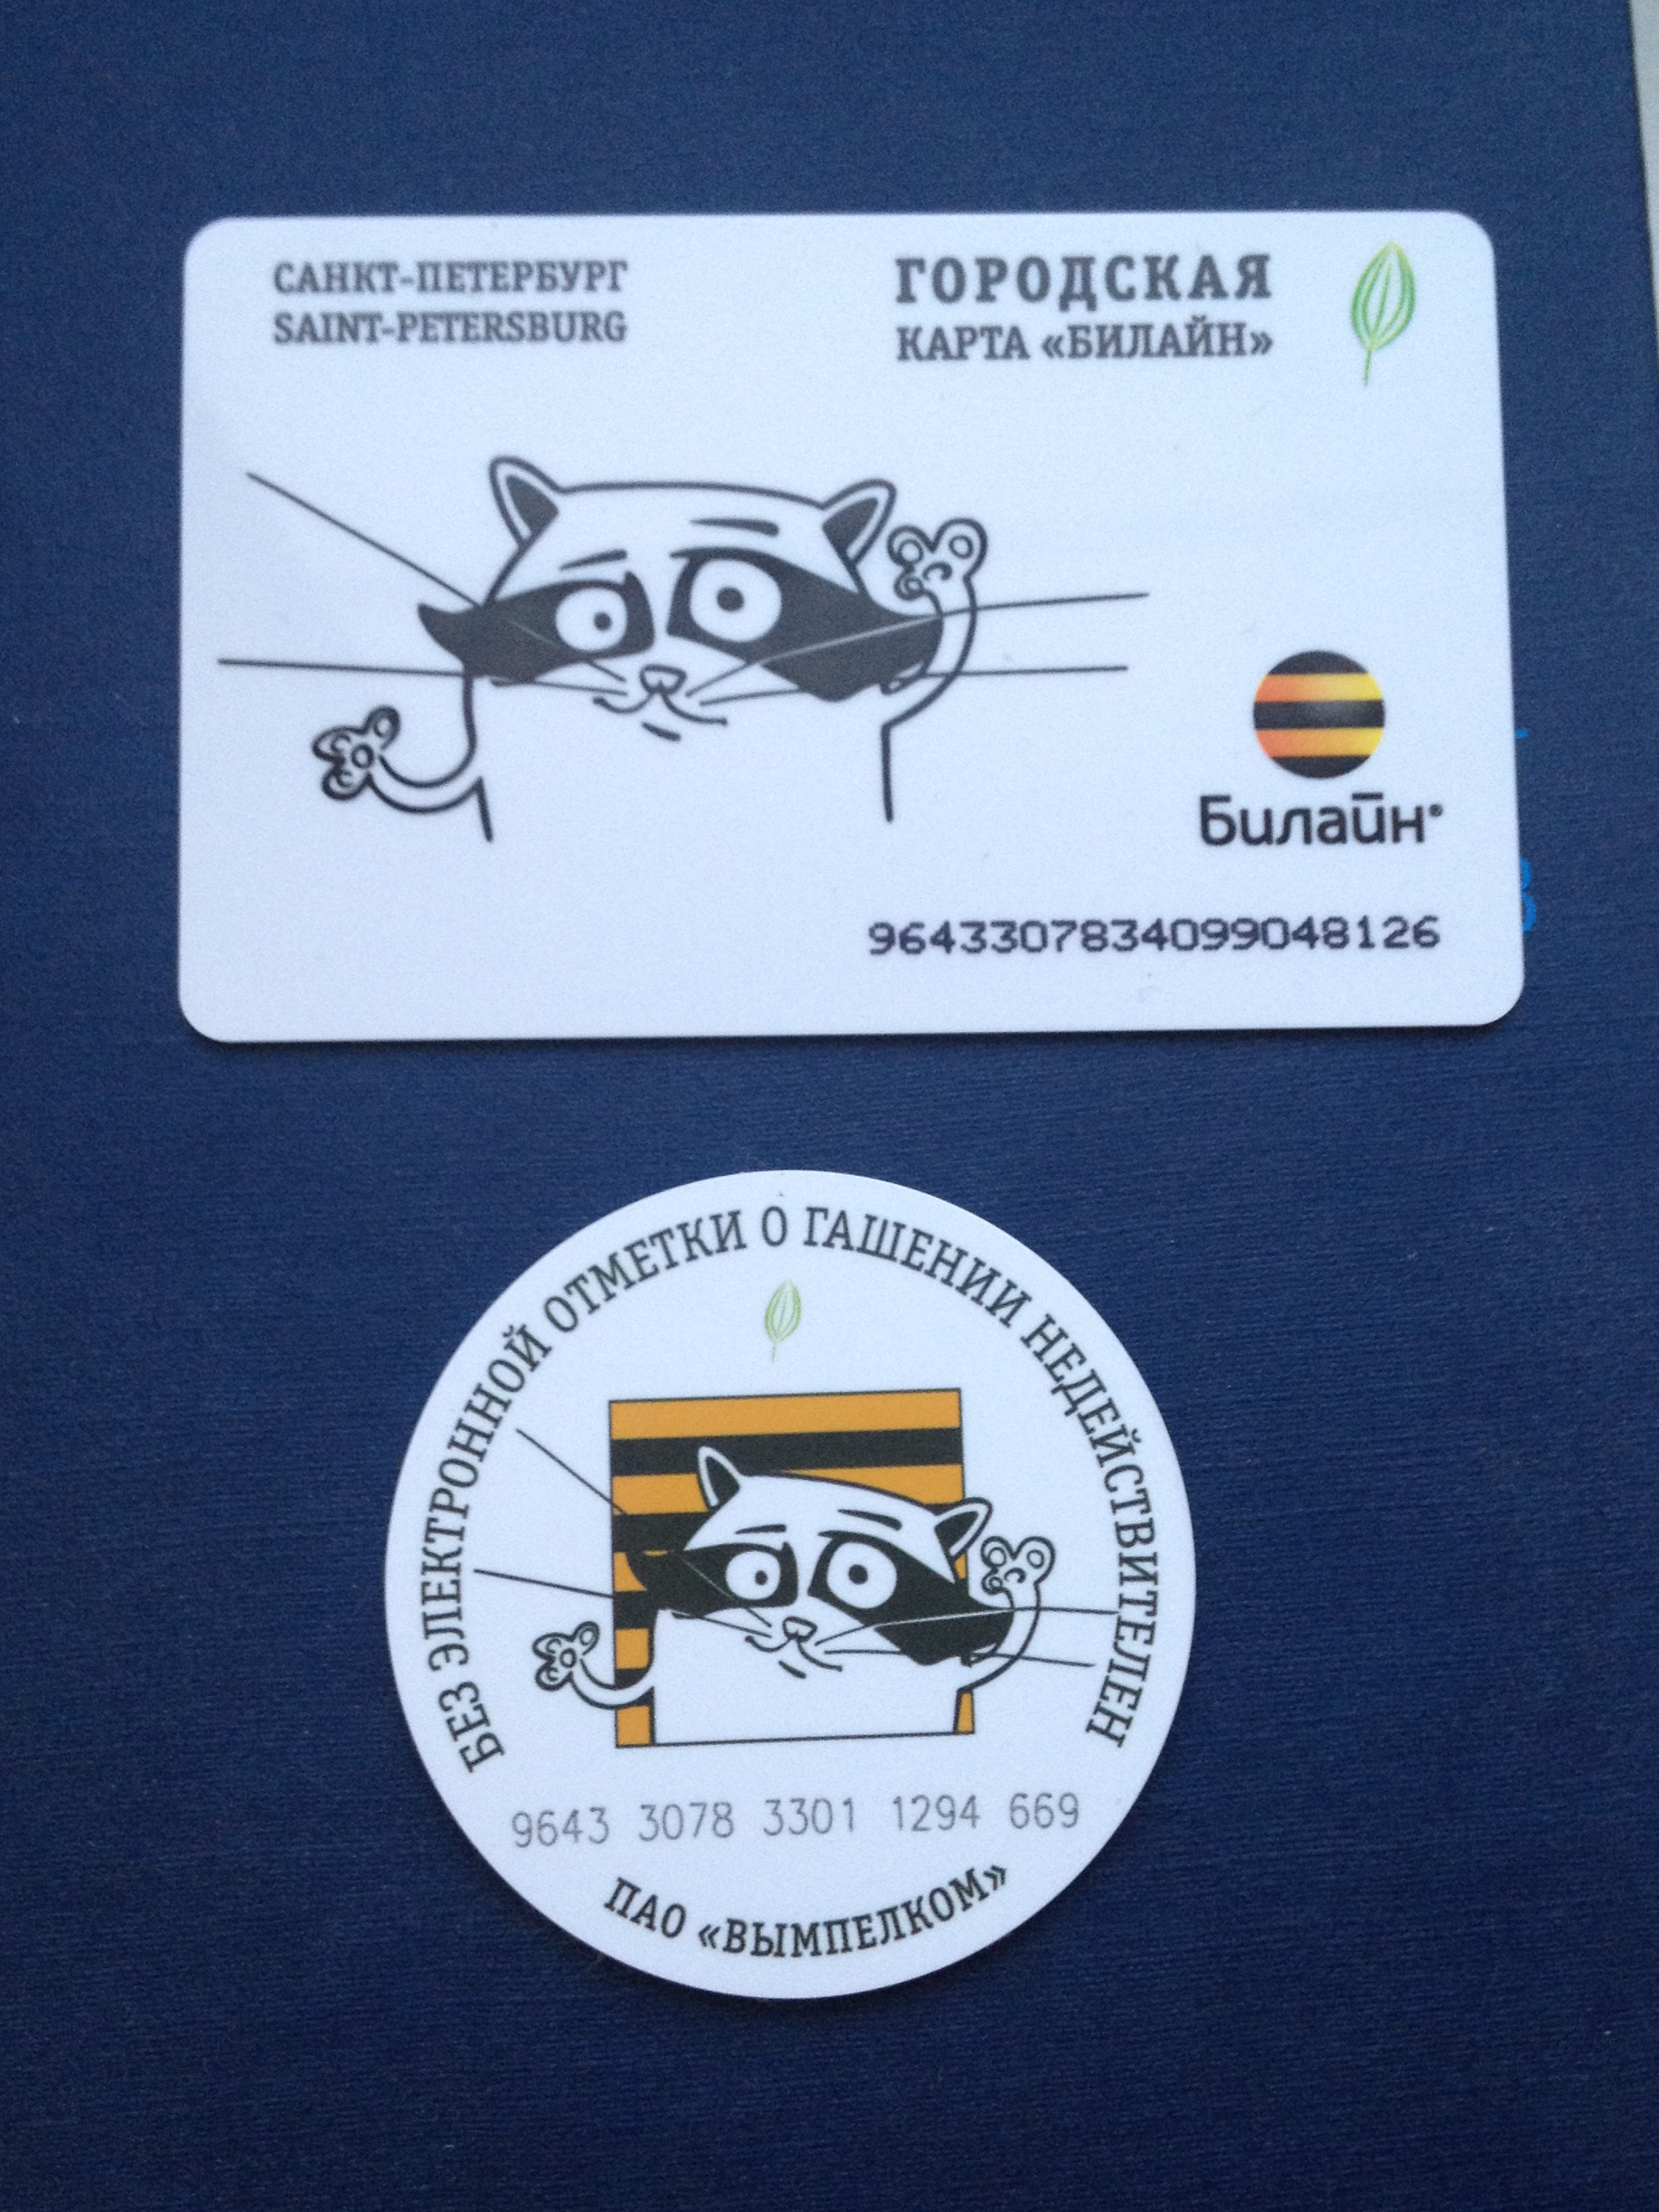 САНКТ-ПЕТЕРБУРГ
SAINT-PETERSBURG
ГОРОДСКАЯ
КАРТА «БИЛАЙН»
Билайн®
9643307834099048126
БЕЗ ЭЛЕКТРОННОЙ ОТМЕТКИ О ГАШЕНИИ НЕДЕЙСТВИТЕЛЕН
9643 3078 3301 1294 669
ПАО «ВЫМПЕЛКОМ»